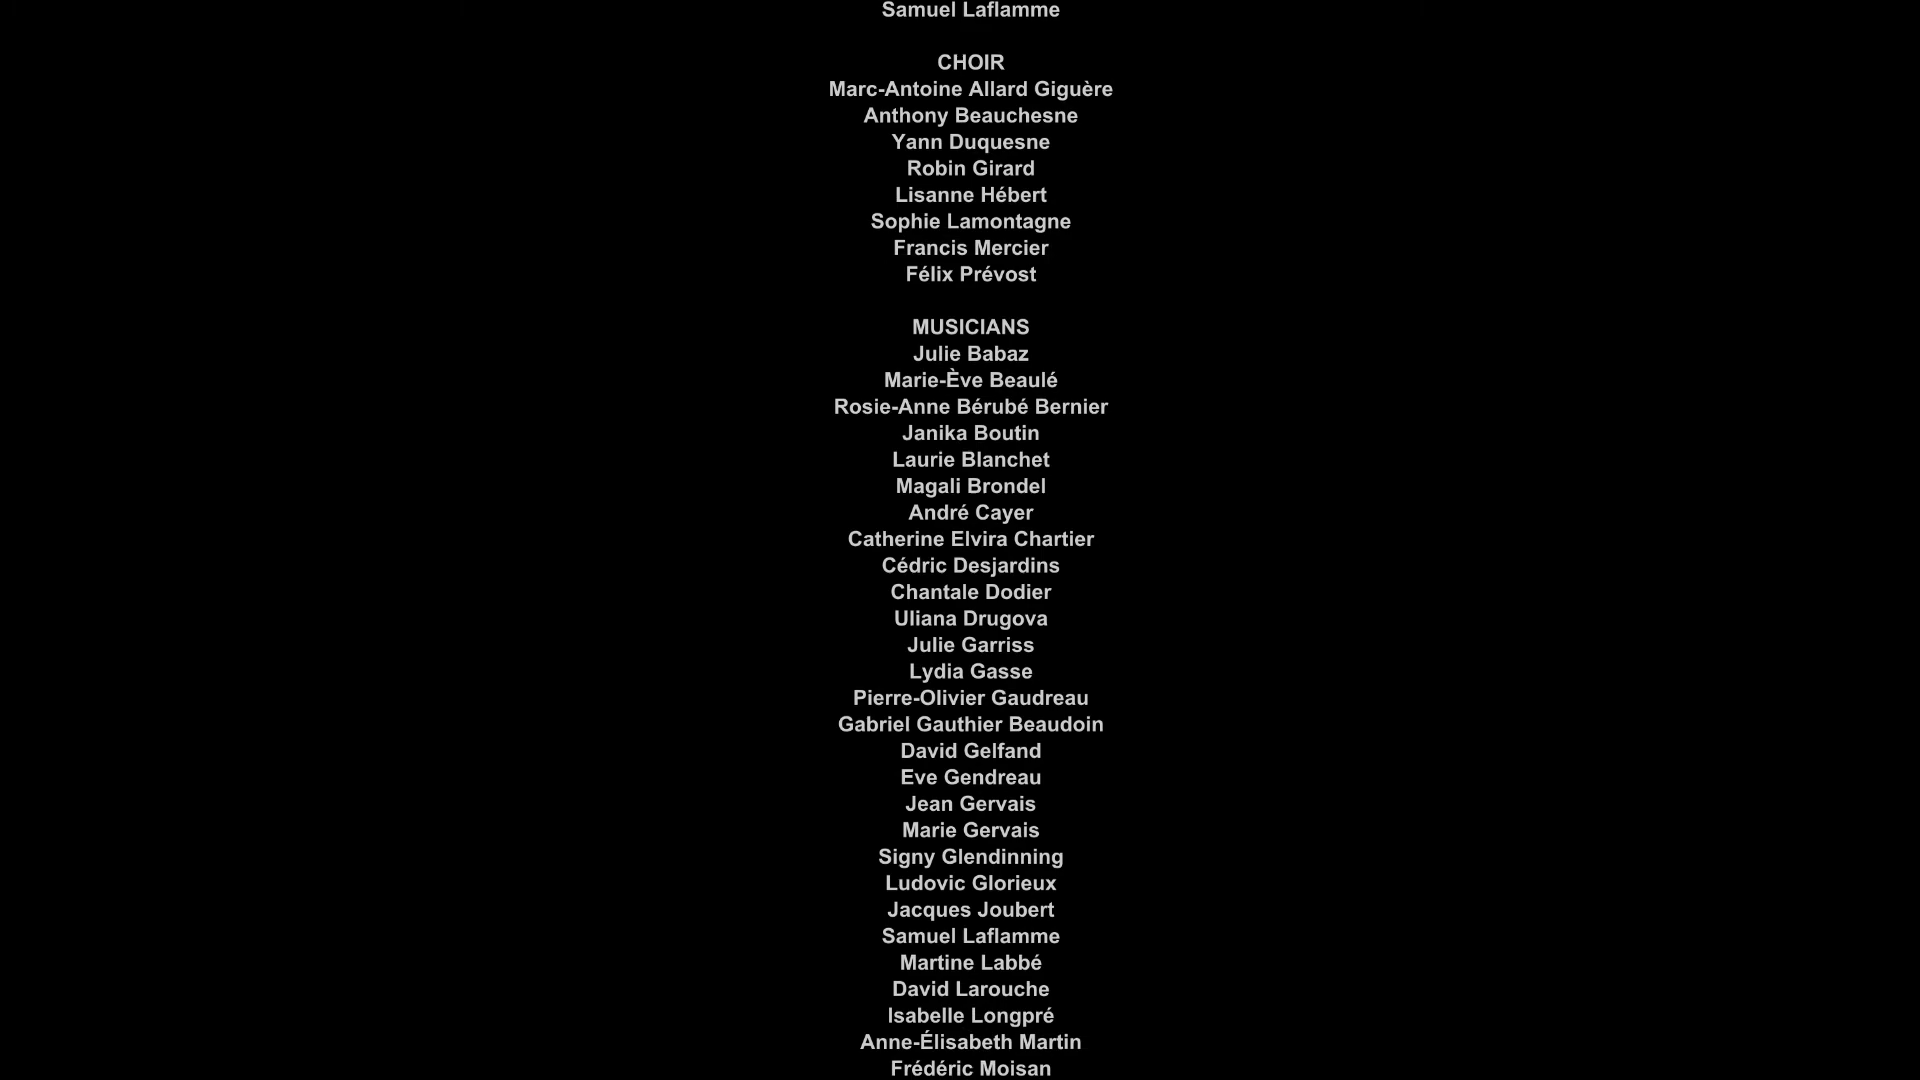 Samuel Laflamme
CHOIR
Marc-Antoine Allard Giguère
Anthony Beauchesne
Yann Duquesne
Robin Girard
Lisanne Hébert
Sophie Lamontagne
Francis Mercier
Félix Prévost
MUSICIANS
Julie Babaz
Marie-Ève Beaulé
Rosie-Anne Bérubé Bernier
Janika Boutin
Laurie Blanchet
Magali Brondel
André Cayer
Catherine Elvira Chartier
Cédric Desjardins
Chantale Dodier
Uliana Drugova
Julie Garriss
Lydia Gasse
Pierre-Olivier Gaudreau
Gabriel Gauthier Beaudoin
David Gelfand
Eve Gendreau
Jean Gervais
Marie Gervais
Signy Glendinning
Ludovic Glorieux
Jacques Joubert
Samuel Laflamme
Martine Labbé
David Larouche
Isabelle Longpré
Anne-Élisabeth Martin
Frédéric Moisan